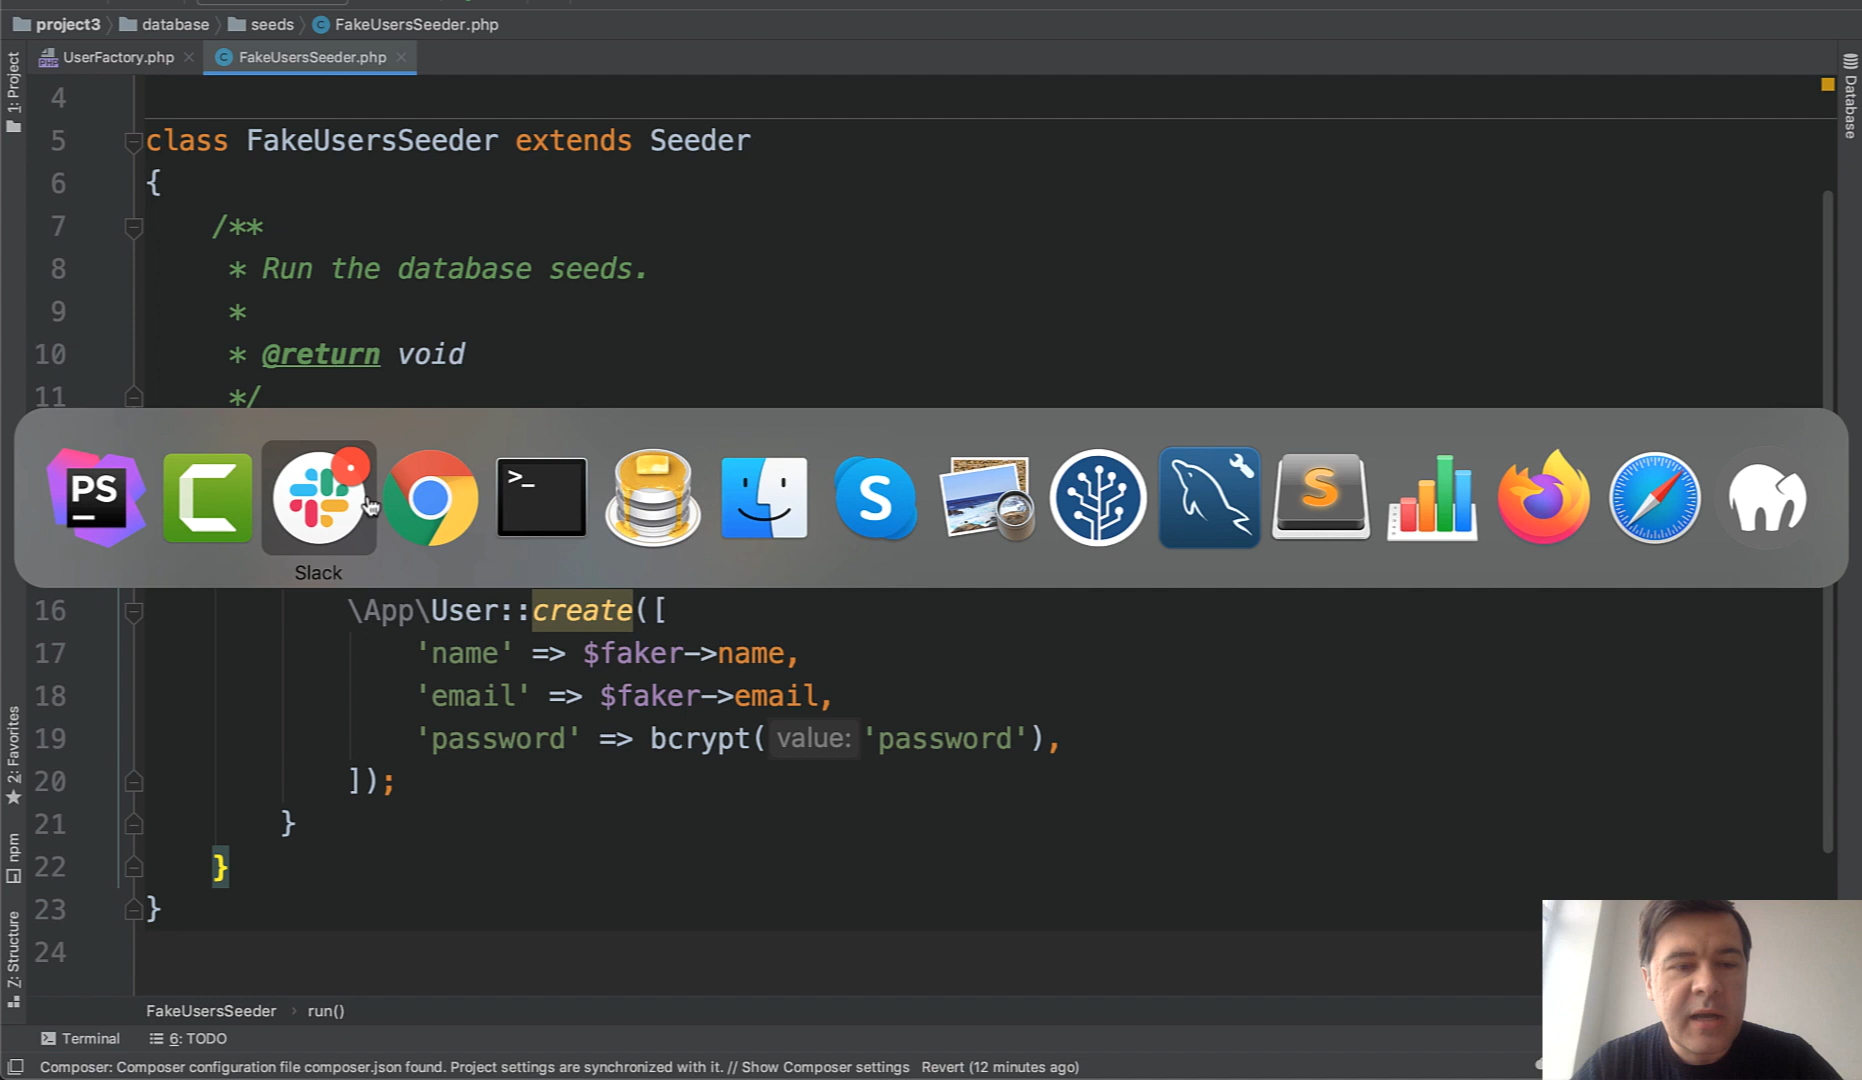 project3 database seeds FakeUsersSeeder.php
UserFactory.php FakeUsersSeeder.php
1: Project
Database
4
5 class FakeUsersSeeder extends Seeder
6 {
7 /**
8 * Run the database seeds.
9 *
10 * @return void
11 */
PS
>_
S
S
Slack
16 \App\User::create([
17 'name' => $faker->name,
18 'email' => $faker->email,
19 'password' => bcrypt( value: 'password'),
20 ]);
21 }
22 }
23 }
24
2: Favorites
npm
Z: Structure
FakeUsersSeeder run()
Terminal 6: TODO
Composer: Composer configuration file composer.json found. Project settings are synchronized with it. // Show Composer settings Revert (12 minutes ago)